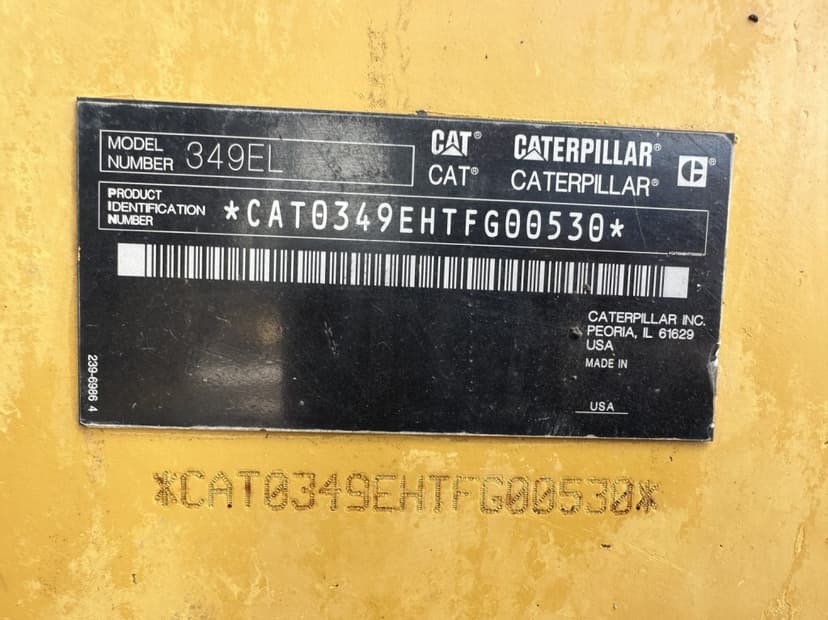 MODEL NUMBER 349EL
CAT® CATERPILLAR®
CAT® CATERPILLAR®
PRODUCT IDENTIFICATION NUMBER *CAT0349EHTFG00530*
CATERPILLAR INC.
PEORIA, IL 61629
USA
MADE IN
USA
239-6986 4
*CAT0349EHTFG00530*